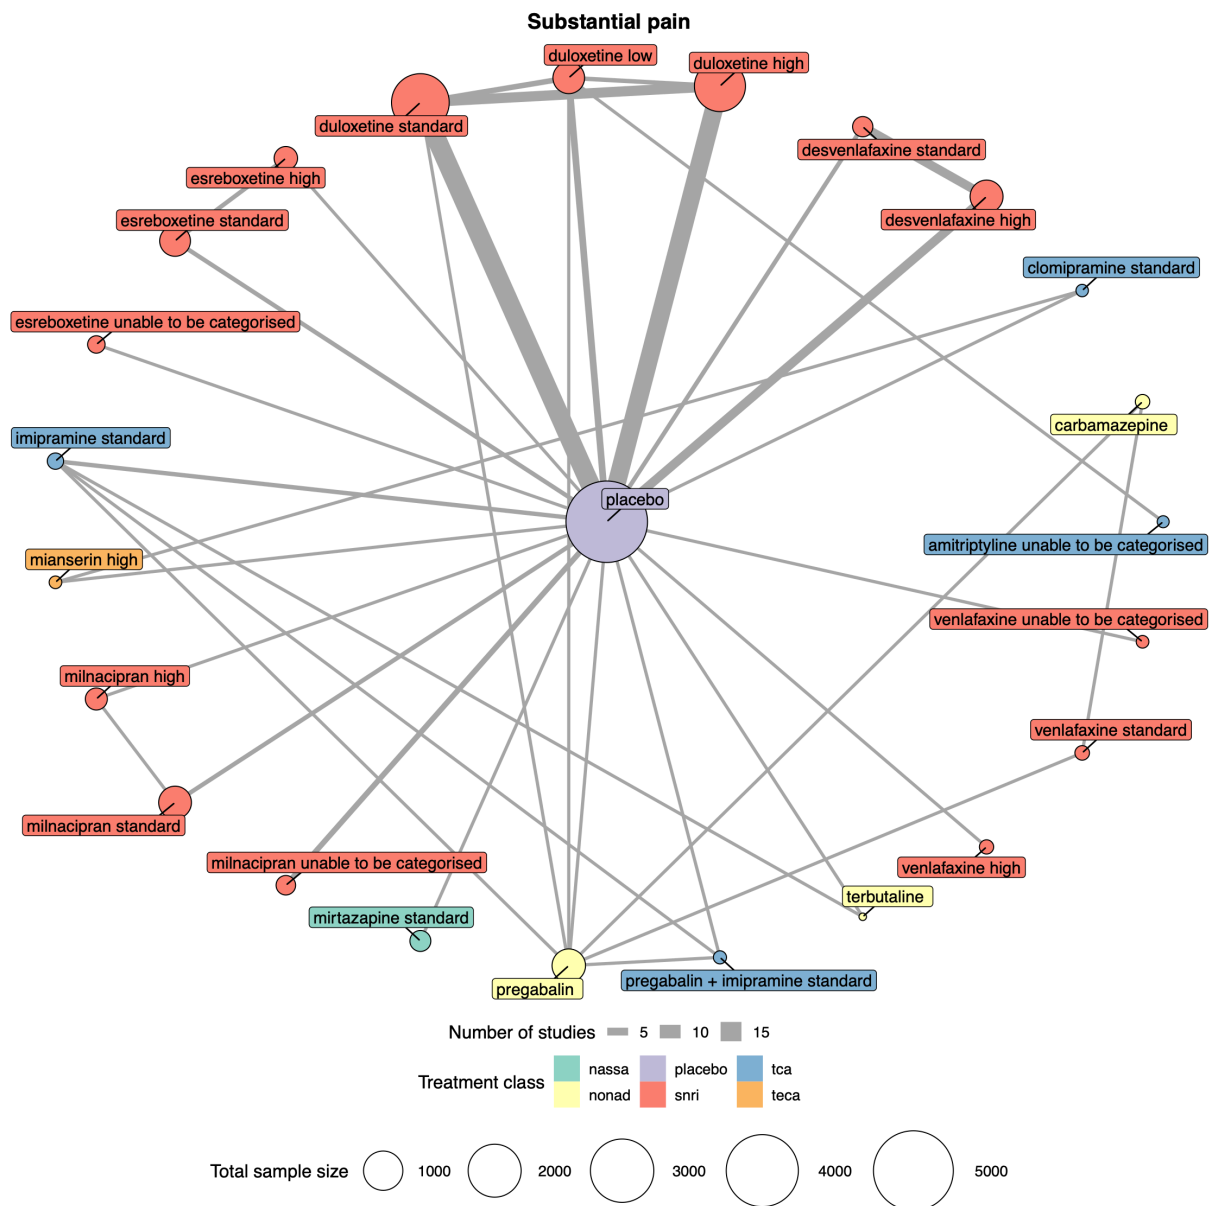 Substantial pain
duloxetine low
duloxetine high
duloxetine standard
desvenlafaxine standard
esreboxetine high
esreboxetine standard
desvenlafaxine high
clomipramine standard
esreboxetine unable to be categorised
carbamazepine
imipramine standard
placebo
amitriptyline unable to be categorised
mianserin high
venlafaxine unable to be categorised
milnacipran high
venlafaxine standard
milnacipran standard
milnacipran unable to be categorised
venlafaxine high
terbutaline
mirtazapine standard
pregabalin + imipramine standard
pregabalin
Number of studies 5 10 15
Treatment class
nassa placebo tca
nonad snri teca
Total sample size 1000 2000 3000 4000 5000